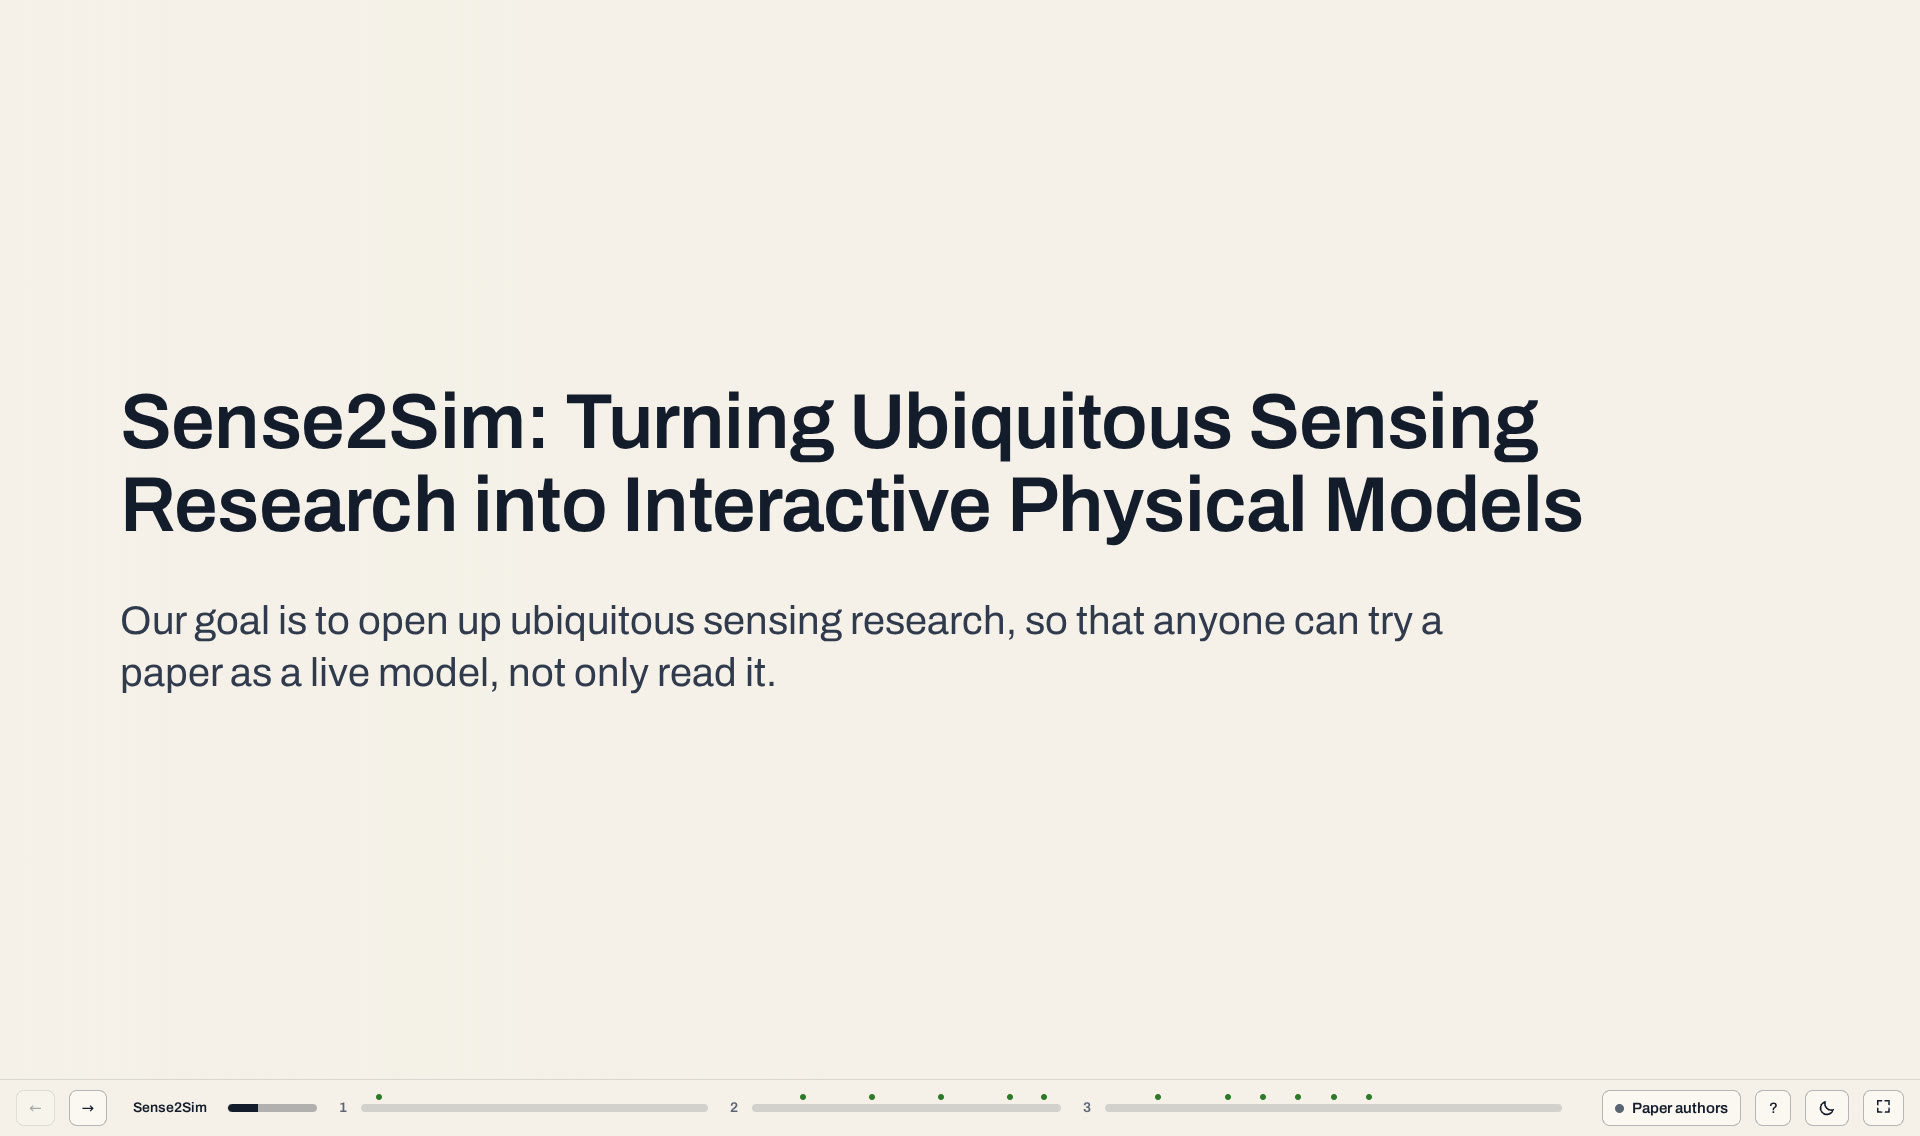 Sense2Sim: Turning Ubiquitous Sensing
Research into Interactive Physical Models
Our goal is to open up ubiquitous sensing research, so that anyone can try a
paper as a live model, not only read it.
← → Sense2Sim 1 2 3 Paper authors ?